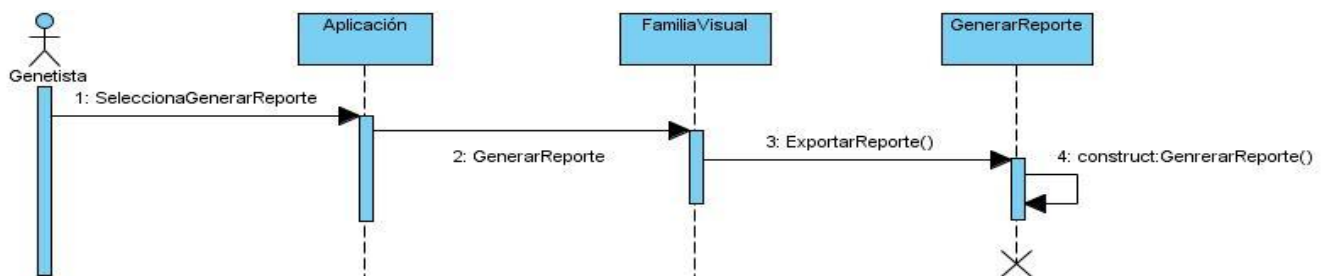 Aplicación
FamiliaVisual
GenerarReporte
Genetista
1: SeleccionaGenerarReporte
2: GenerarReporte
3: ExportarReporte()
4: construct:GenrerarReporte()